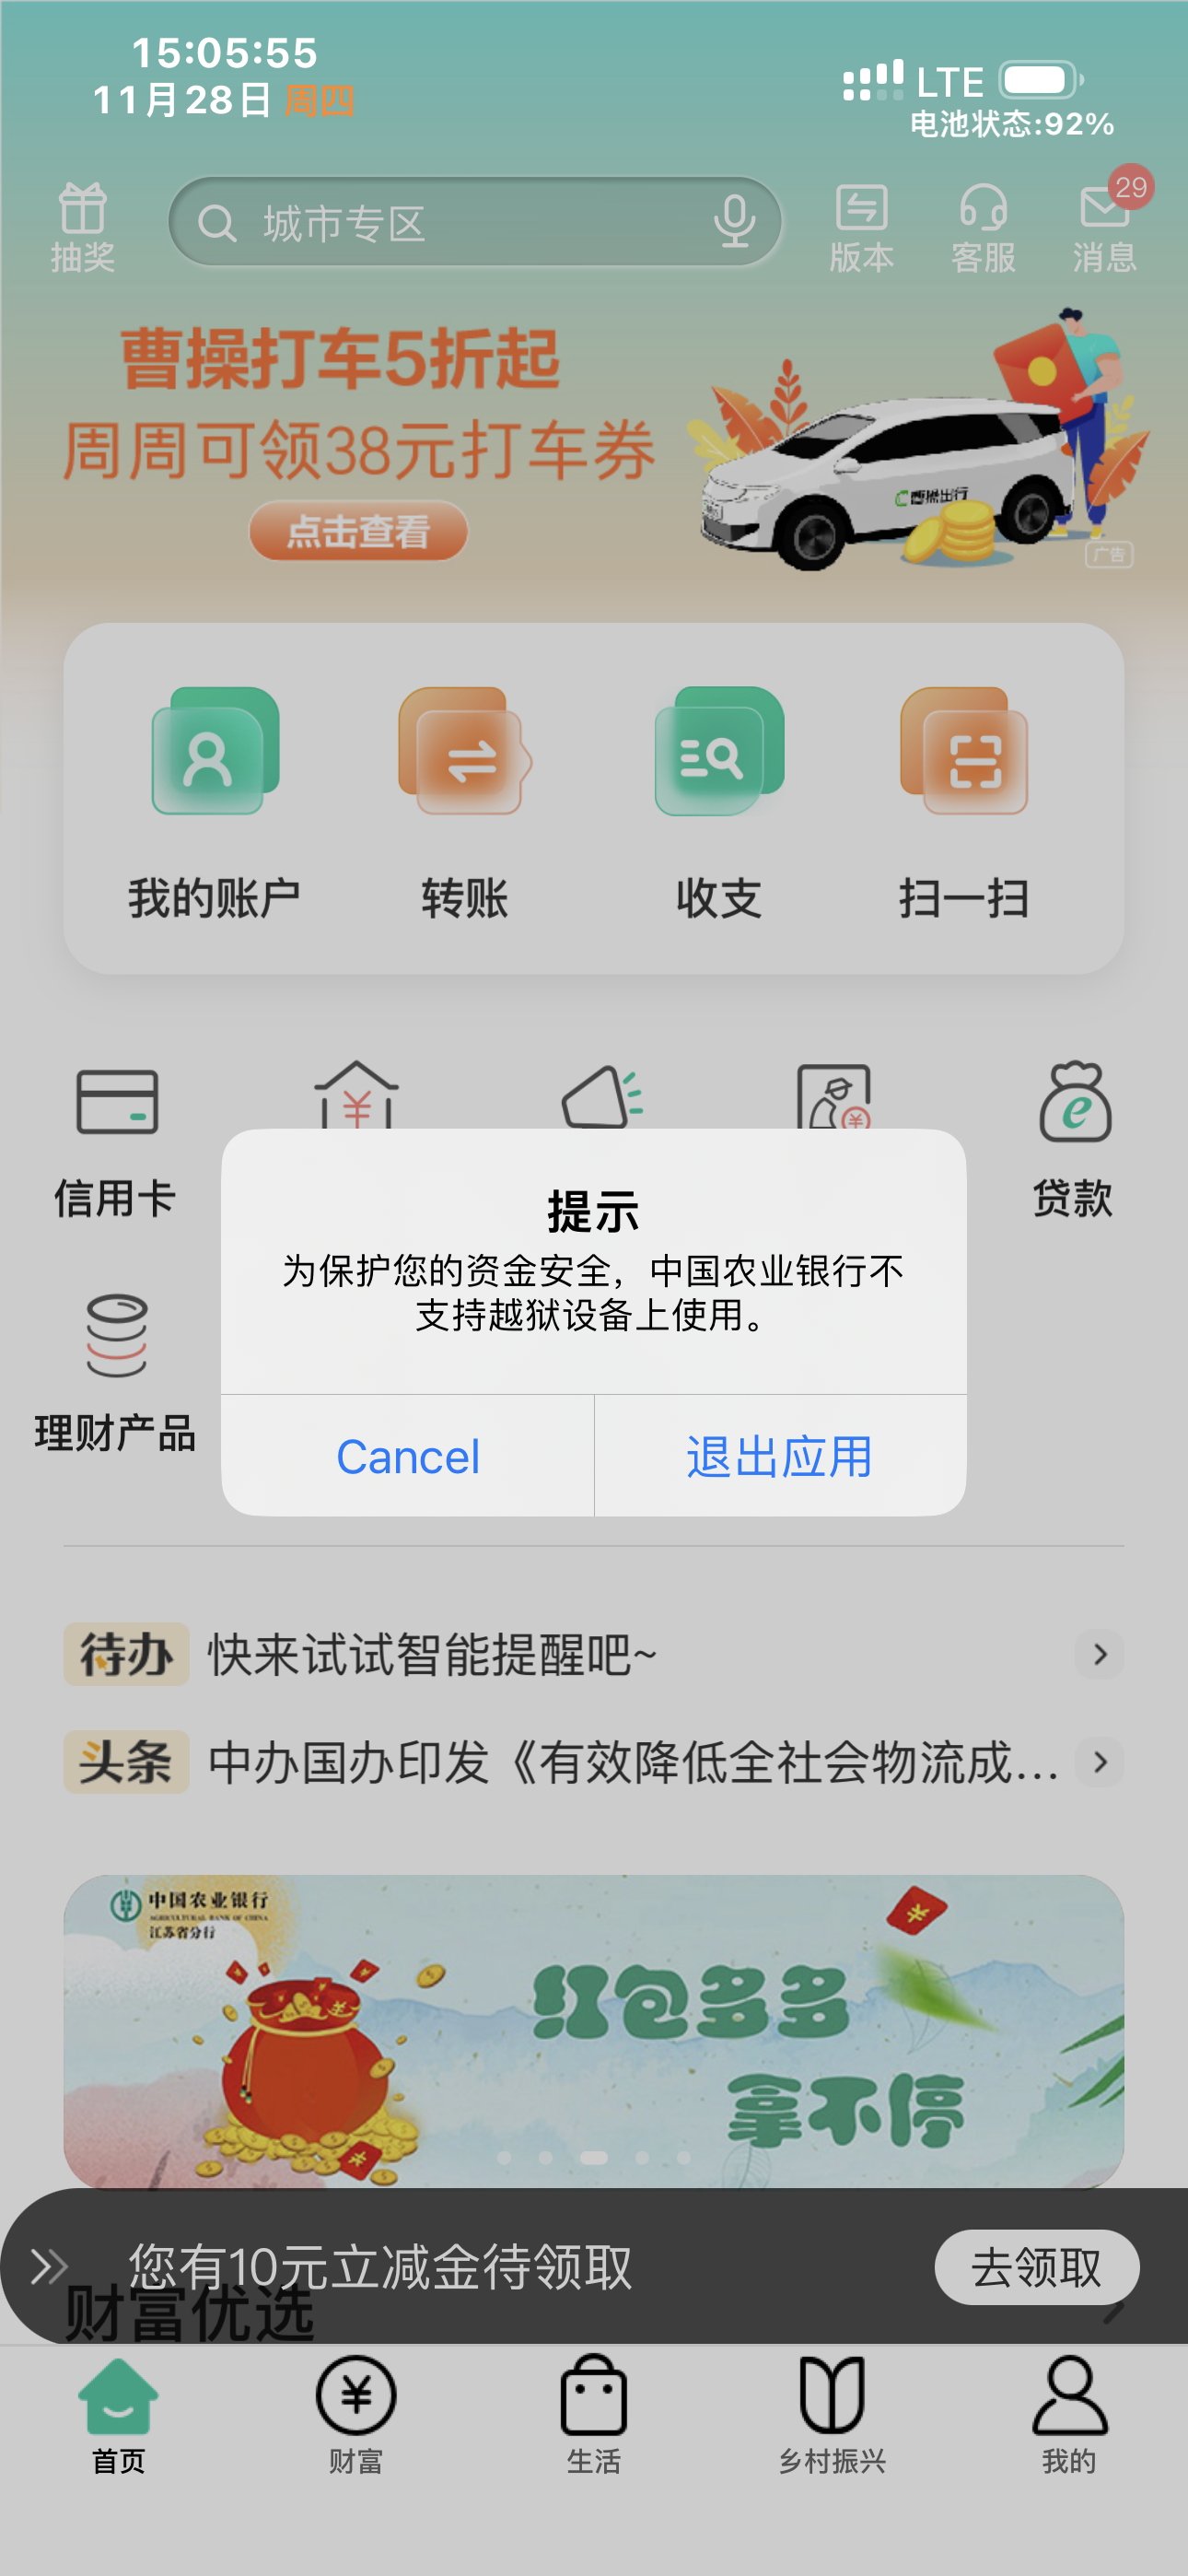 15:05:55
11月28日 周四
LTE
电池状态:92%
抽奖
城市专区
版本
客服
29
消息
曹操打车5折起
周周可领38元打车券
点击查看
曹操出行
广告
我的账户
转账
收支
扫一扫
信用卡
贷款
提示
为保护您的资金安全，中国农业银行不
支持越狱设备上使用。
Cancel
退出应用
理财产品
待办
快来试试智能提醒吧~
头条
中办国办印发《有效降低全社会物流成...
中国农业银行
AGRICULTURAL BANK OF CHINA
江苏省分行
红包多多
拿不停
您有10元立减金待领取
去领取
财富优选
首页
财富
生活
乡村振兴
我的